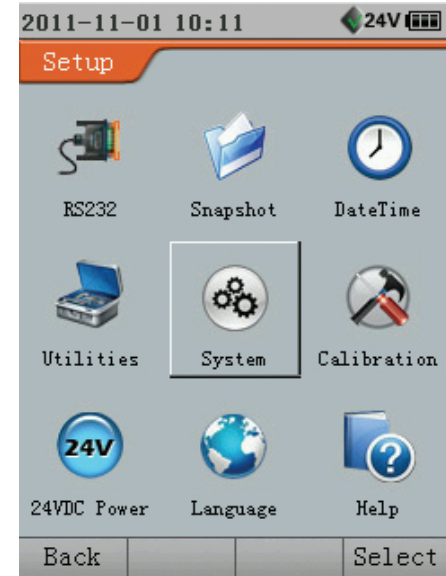 2011-11-01 10:11 24V
Setup
RS232 Snapshot DateTime
Utilities System Calibration
24V
24VDC Power Language Help
Back Select